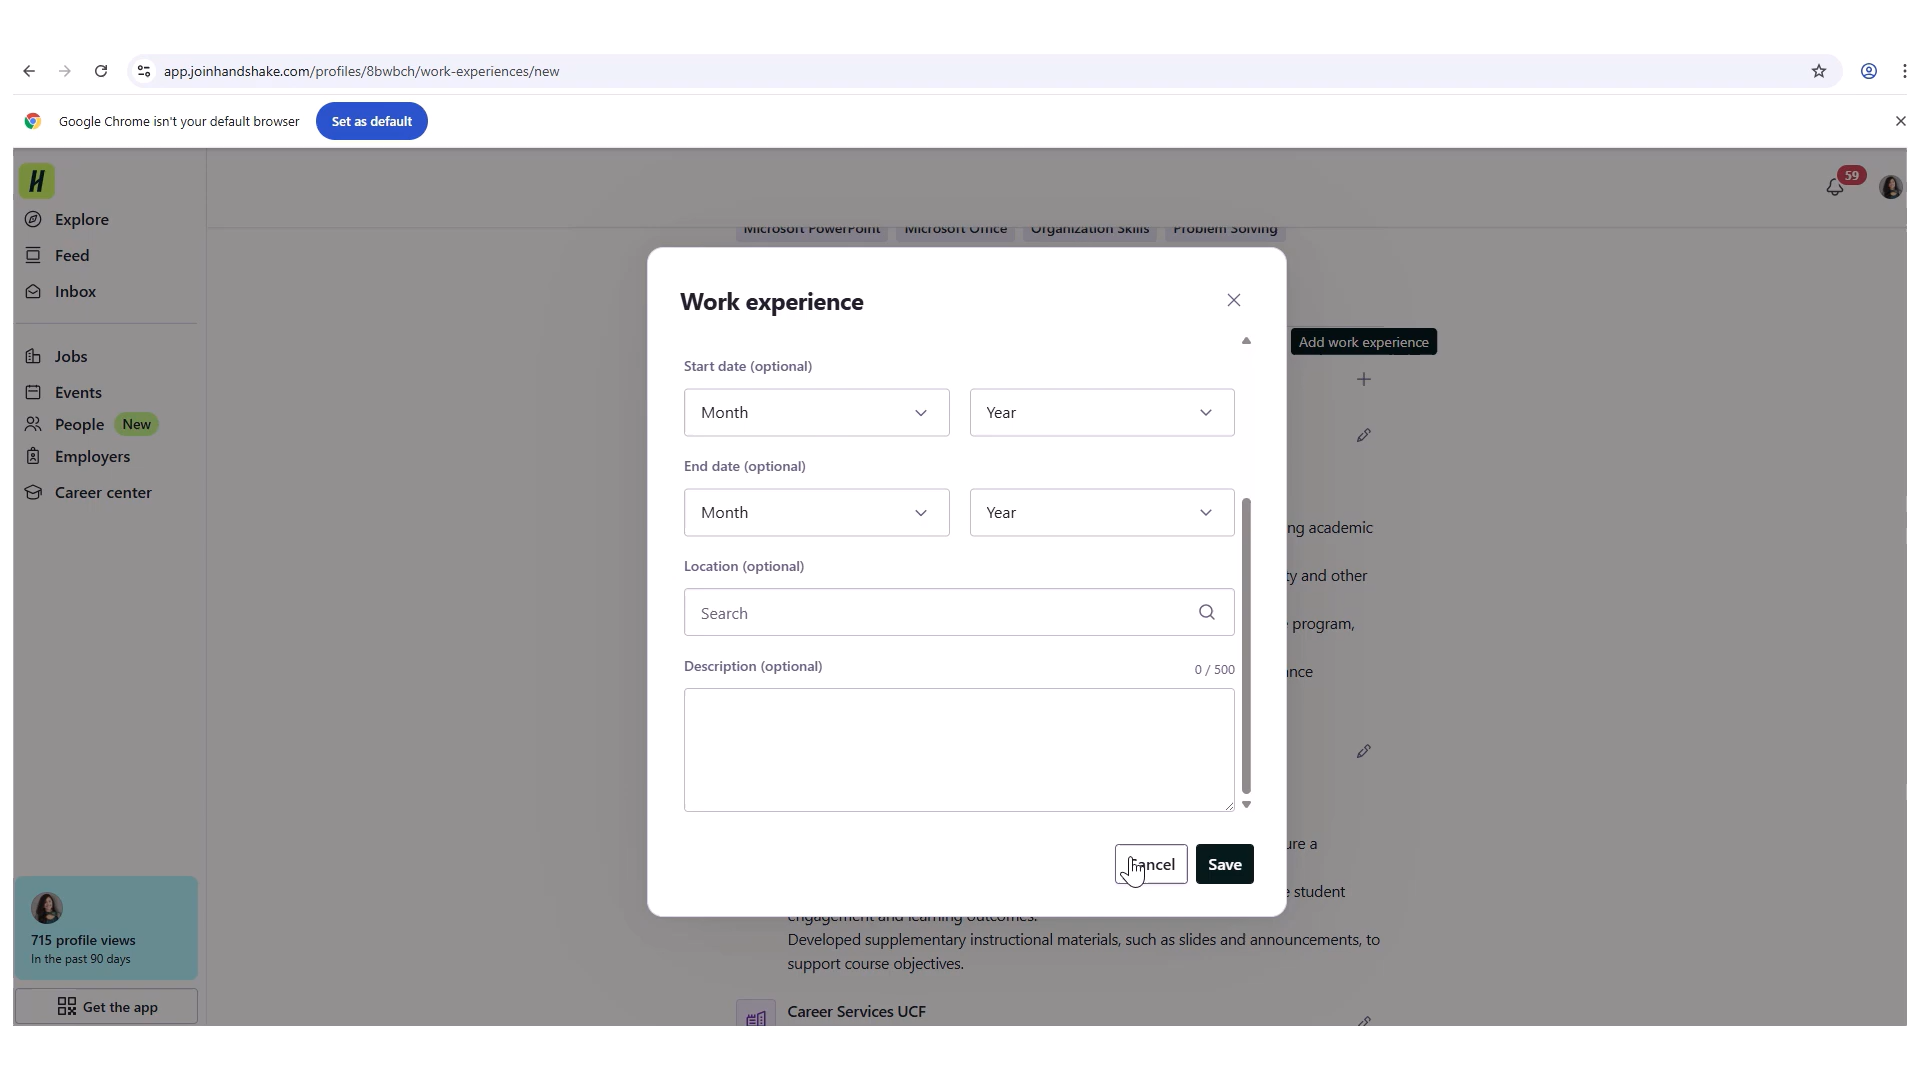 app.joinhandshake.com/profiles/8bwbch/work-experiences/new
Google Chrome isn't your default browser
Set as default
59
Explore
Feed
Inbox
Jobs
Events
People New
Employers
Career center
715 profile views
In the past 90 days
Get the app
Microsoft PowerPoint Microsoft Office Organization Skills Problem Solving
Work experience
Add work experience
Start date (optional)
Month Year
End date (optional)
Month Year
Location (optional)
Search
Description (optional) 0 / 500
Cancel Save
ng academic
ty and other
program,
ance
ure a
e student
engagement and learning outcomes.
Developed supplementary instructional materials, such as slides and announcements, to
support course objectives.
Career Services UCF